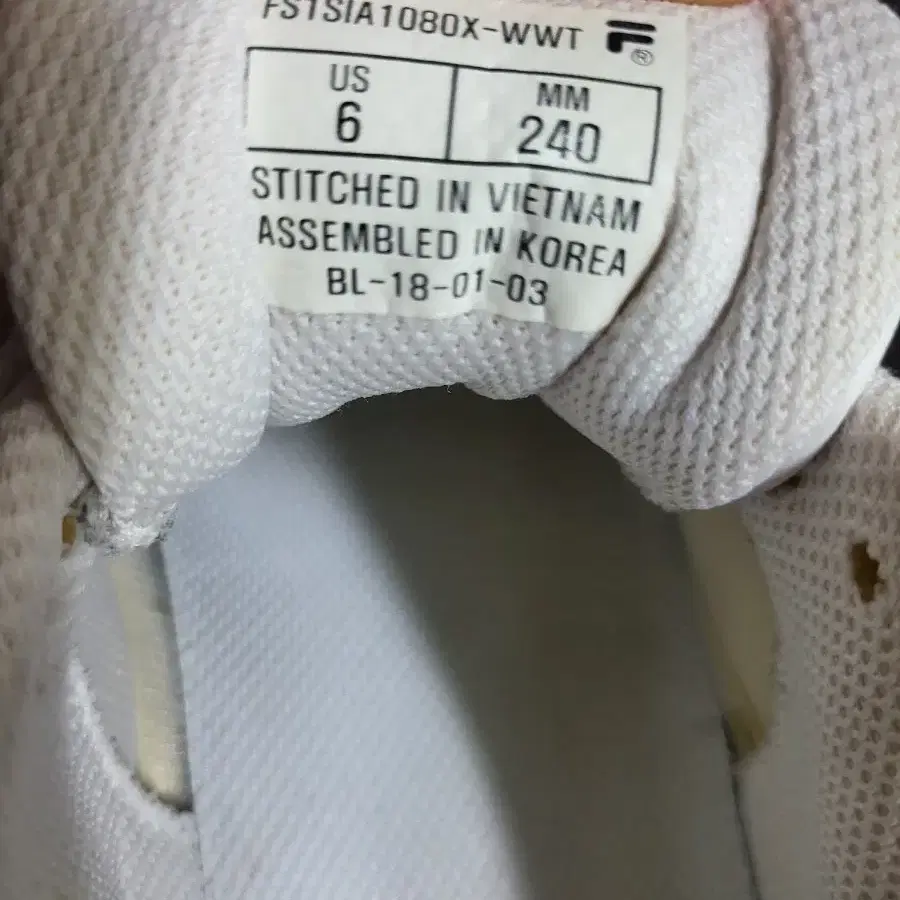 FS1SIA1080X-WWT
US
6
MM
240
STITCHED IN VIETNAM
ASSEMBLED IN KOREA
BL-18-01-03